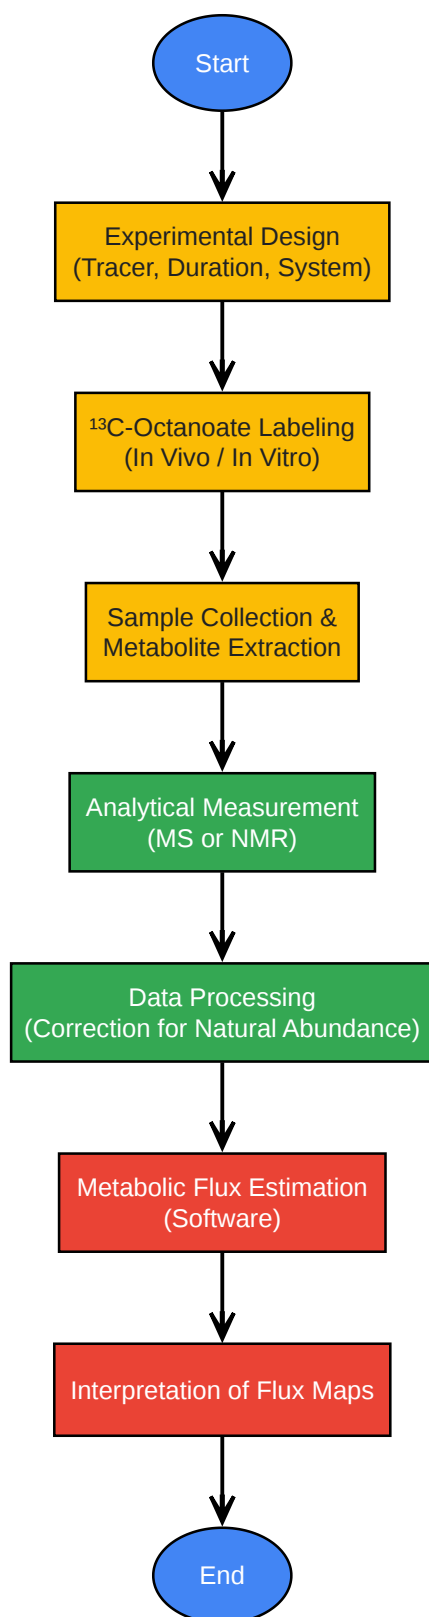 Start
Experimental Design
(Tracer, Duration, System)
¹³C-Octanoate Labeling
(In Vivo / In Vitro)
Sample Collection &
Metabolite Extraction
Analytical Measurement
(MS or NMR)
Data Processing
(Correction for Natural Abundance)
Metabolic Flux Estimation
(Software)
Interpretation of Flux Maps
End